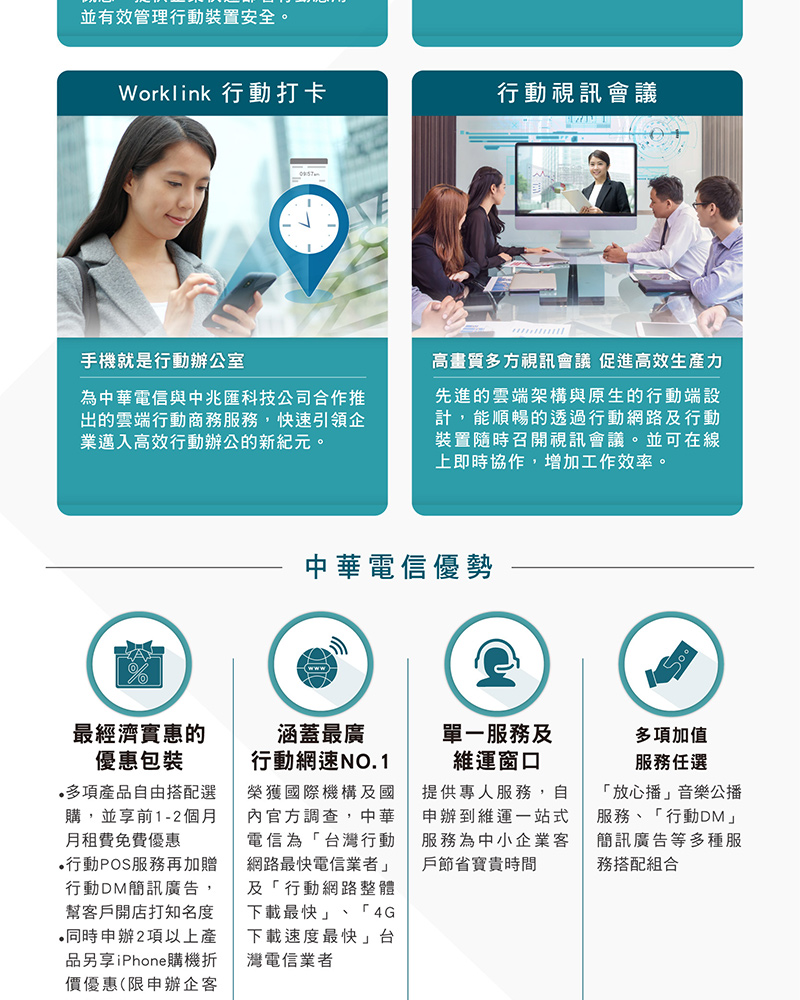 並有效管理行動裝置安全。
Worklink 行動打卡
09:57am
手機就是行動辦公室
為中華電信與中兆匯科技公司合作推
出的雲端行動商務服務，快速引領企
業邁入高效行動辦公的新紀元。
行動視訊會議
高畫質多方視訊會議 促進高效生產力
先進的雲端架構與原生的行動端設
計，能順暢的透過行動網路及行動
裝置隨時召開視訊會議。並可在線
上即時協作，增加工作效率。
中華電信優勢
%
最經濟實惠的
優惠包裝
•多項產品自由搭配選
購，並享前1-2個月
月租費免費優惠
•行動POS服務再加贈
行動DM簡訊廣告，
幫客戶開店打知名度
•同時申辦2項以上產
品另享iPhone購機折
價優惠(限申辦企客
www
涵蓋最廣
行動網速NO.1
榮獲國際機構及國
內官方調查，中華
電信為「台灣行動
網路最快電信業者」
及「行動網路整體
下載最快」、「4G
下載速度最快」台
灣電信業者
單一服務及
維運窗口
提供專人服務，自
申辦到維運一站式
服務為中小企業客
戶節省寶貴時間
多項加值
服務任選
「放心播」音樂公播
服務、「行動DM」
簡訊廣告等多種服
務搭配組合